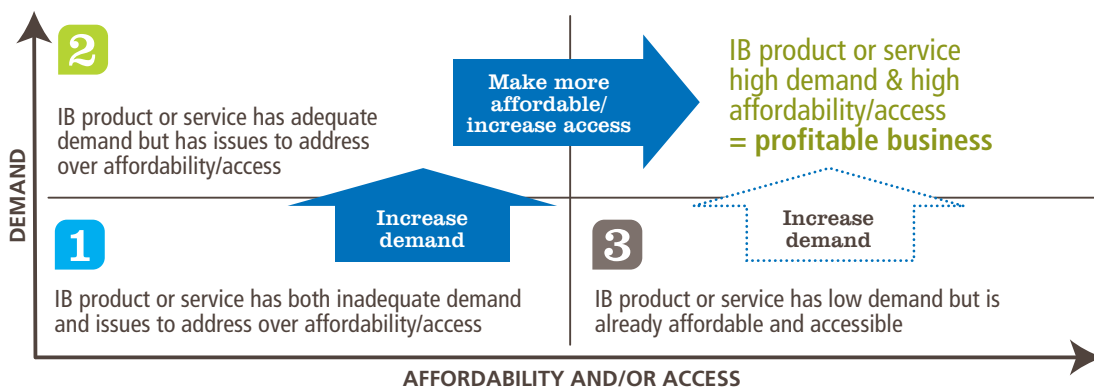 2
IB product or service has adequate
demand but has issues to address
over affordability/access
Make more
affordable/
increase access
IB product or service
high demand & high
affordability/access
= profitable business
DEMAND
1
Increase
demand
IB product or service has both inadequate demand
and issues to address over affordability/access
3
Increase
demand
IB product or service has low demand but is
already affordable and accessible
AFFORDABILITY AND/OR ACCESS